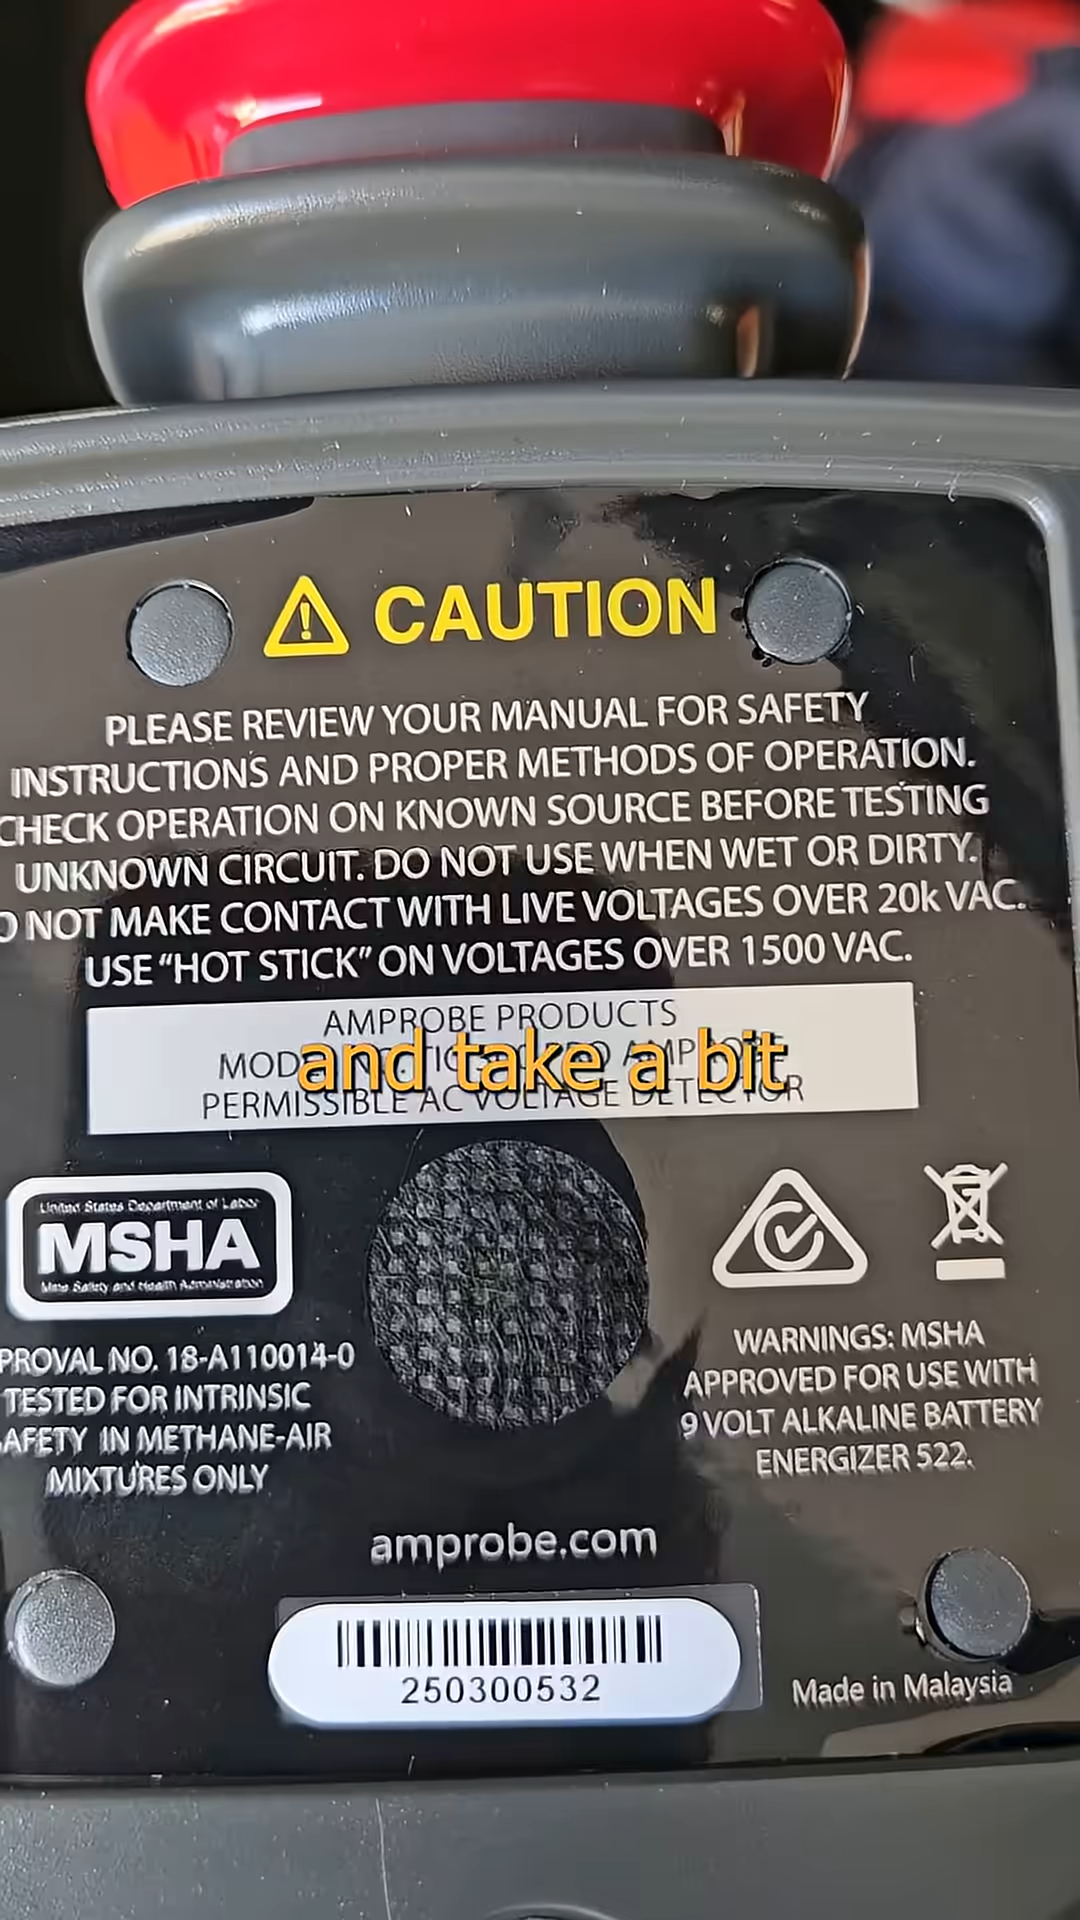 CAUTION
PLEASE REVIEW YOUR MANUAL FOR SAFETY
INSTRUCTIONS AND PROPER METHODS OF OPERATION.
CHECK OPERATION ON KNOWN SOURCE BEFORE TESTING
UNKNOWN CIRCUIT. DO NOT USE WHEN WET OR DIRTY.
O NOT MAKE CONTACT WITH LIVE VOLTAGES OVER 20k VAC.
USE “HOT STICK” ON VOLTAGES OVER 1500 VAC.
AMPROBE PRODUCTS
and take a bit
PERMISSIBLE AC VOLTAGE DETECTOR
United States Department of Labor
MSHA
Mine Safety and Health Administration
PROVAL NO. 18-A110014-0
TESTED FOR INTRINSIC
AFETY IN METHANE-AIR
MIXTURES ONLY
WARNINGS: MSHA
APPROVED FOR USE WITH
9 VOLT ALKALINE BATTERY
ENERGIZER 522.
amprobe.com
250300532
Made in Malaysia